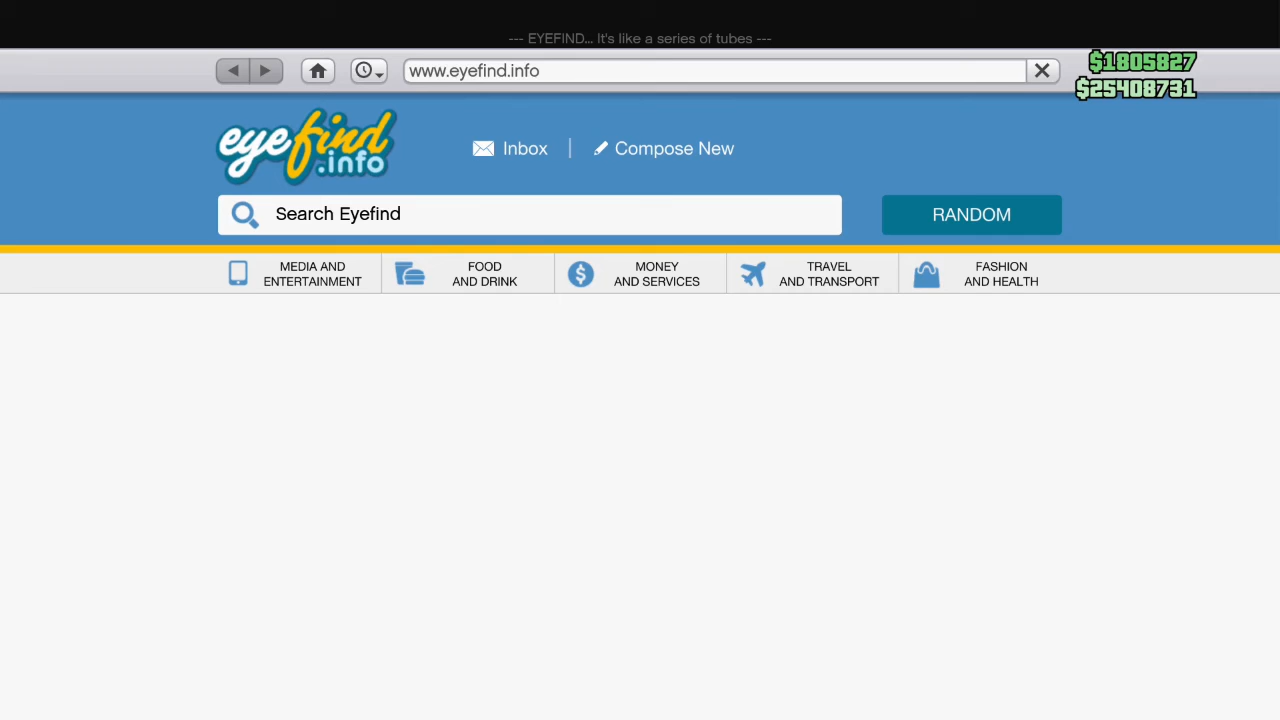 --- EYEFIND... It's like a series of tubes ---
www.eyefind.info
$1805827
$25408731
eyefind
.info
Inbox
Compose New
Search Eyefind
RANDOM
MEDIA AND
ENTERTAINMENT
FOOD
AND DRINK
MONEY
AND SERVICES
TRAVEL
AND TRANSPORT
FASHION
AND HEALTH